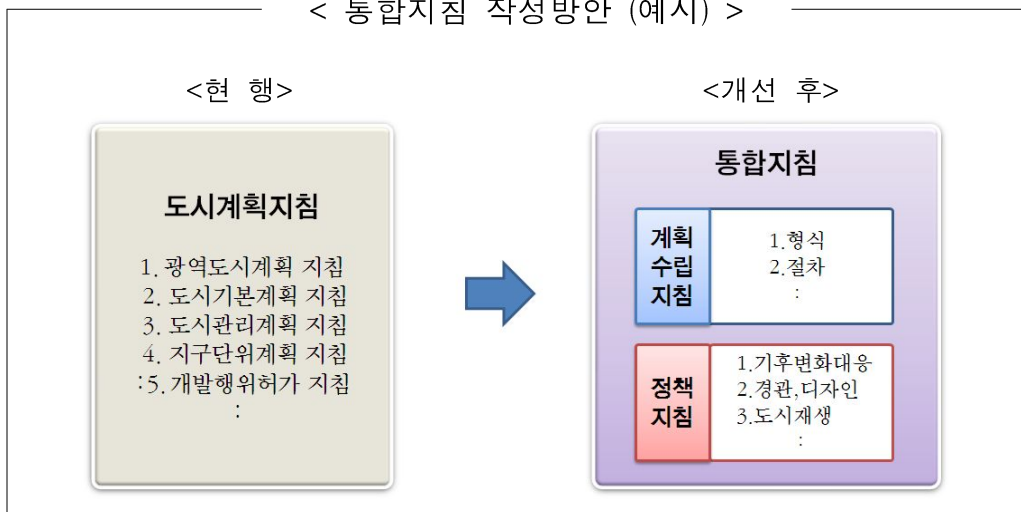 < 통합지침 작성방안 (예시) >
<현 행>
도시계획지침
1. 광역도시계획 지침
2. 도시기본계획 지침
3. 도시관리계획 지침
4. 지구단위계획 지침
:5. 개발행위허가 지침
:
<개선 후>
통합지침
계획
수립
지침
1.형식
2.절차
:
정책
지침
1.기후변화대응
2.경관,디자인
3.도시재생
: